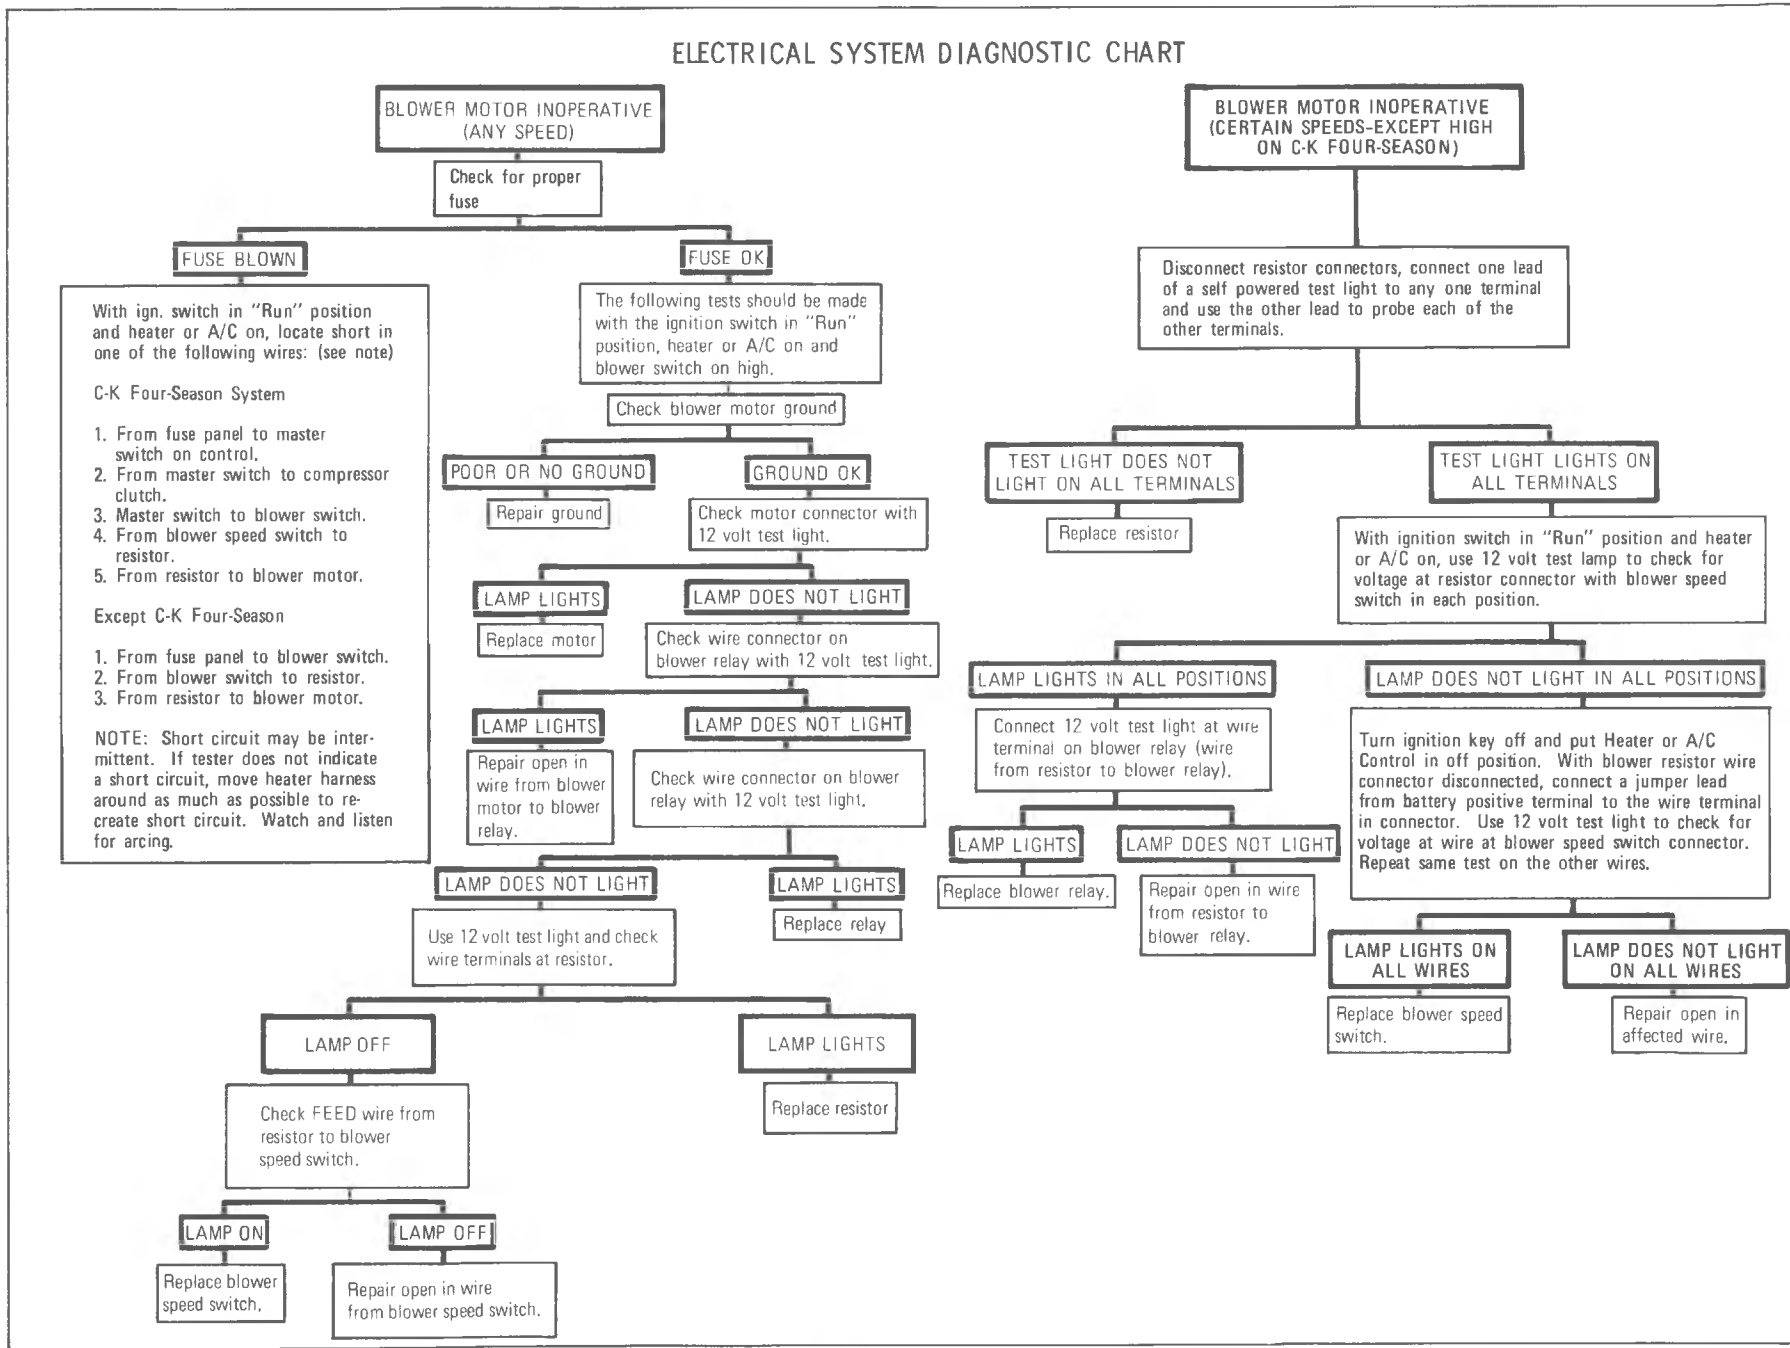 ELECTRICAL SYSTEM DIAGNOSTIC CHART
BLOWER MOTOR INOPERATIVE
(ANY SPEED)
Check for proper
fuse
FUSE BLOWN
With ign. switch in "Run" position
and heater or A/C on, locate short in
one of the following wires: (see note)
C-K Four-Season System
1. From fuse panel to master
switch on control.
2. From master switch to compressor
clutch.
3. Master switch to blower switch.
4. From blower speed switch to
resistor.
5. From resistor to blower motor.
Except C-K Four-Season
1. From fuse panel to blower switch.
2. From blower switch to resistor.
3. From resistor to blower motor.
NOTE: Short circuit may be inter-
mittent. If tester does not indicate
a short circuit, move heater harness
around as much as possible to re-
create short circuit. Watch and listen
for arcing.
FUSE OK
The following tests should be made
with the ignition switch in "Run"
position, heater or A/C on and
blower switch on high.
Check blower motor ground
POOR OR NO GROUND
Repair ground
GROUND OK
Check motor connector with
12 volt test light.
LAMP LIGHTS
Replace motor
LAMP DOES NOT LIGHT
Check wire connector on
blower relay with 12 volt test light.
LAMP LIGHTS
Repair open in
wire from blower
motor to blower
relay.
LAMP DOES NOT LIGHT
Check wire connector on blower
relay with 12 volt test light.
LAMP DOES NOT LIGHT
Use 12 volt test light and check
wire terminals at resistor.
LAMP LIGHTS
Replace relay
LAMP OFF
Check FEED wire from
resistor to blower
speed switch.
LAMP LIGHTS
Replace resistor
LAMP ON
Replace blower
speed switch.
LAMP OFF
Repair open in wire
from blower speed switch.
BLOWER MOTOR INOPERATIVE
(CERTAIN SPEEDS-EXCEPT HIGH
ON C-K FOUR-SEASON)
Disconnect resistor connectors, connect one lead
of a self powered test light to any one terminal
and use the other lead to probe each of the
other terminals.
TEST LIGHT DOES NOT
LIGHT ON ALL TERMINALS
Replace resistor
TEST LIGHT LIGHTS ON
ALL TERMINALS
With ignition switch in "Run" position and heater
or A/C on, use 12 volt test lamp to check for
voltage at resistor connector with blower speed
switch in each position.
LAMP LIGHTS IN ALL POSITIONS
Connect 12 volt test light at wire
terminal on blower relay (wire
from resistor to blower relay).
LAMP LIGHTS
Replace blower relay.
LAMP DOES NOT LIGHT
Repair open in wire
from resistor to
blower relay.
LAMP DOES NOT LIGHT IN ALL POSITIONS
Turn ignition key off and put Heater or A/C
Control in off position. With blower resistor wire
connector disconnected, connect a jumper lead
from battery positive terminal to the wire terminal
in connector. Use 12 volt test light to check for
voltage at wire at blower speed switch connector.
Repeat same test on the other wires.
LAMP LIGHTS ON
ALL WIRES
Replace blower speed
switch.
LAMP DOES NOT LIGHT
ON ALL WIRES
Repair open in
affected wire.